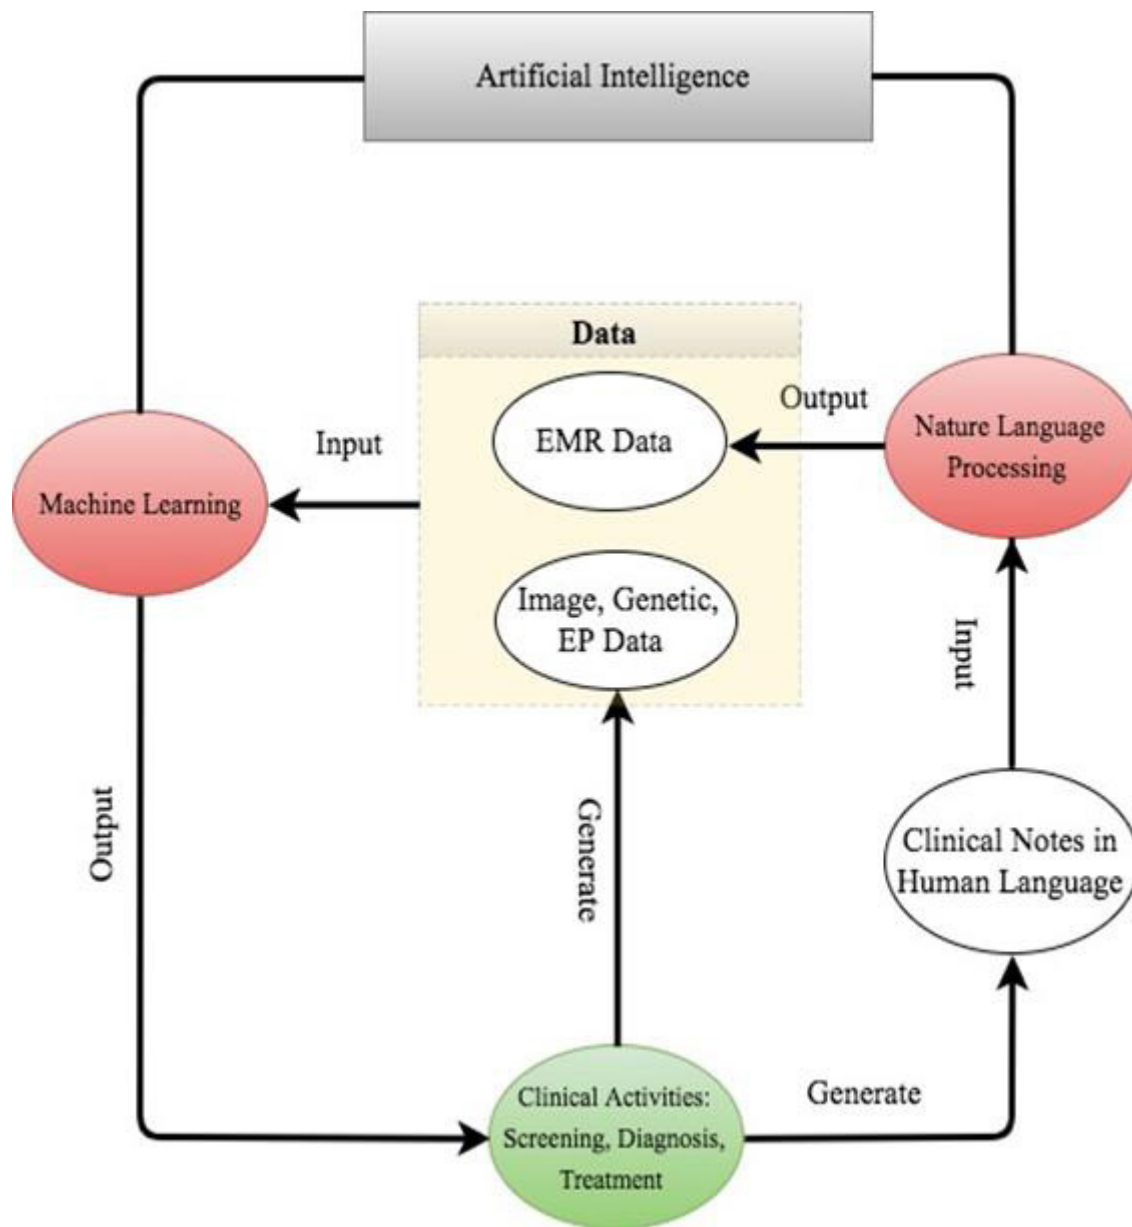 Artificial Intelligence
Data
Output
EMR Data
Nature Language
Processing
Input
Machine Learning
Image, Genetic,
EP Data
Input
Output
Generate
Clinical Notes in
Human Language
Clinical Activities:
Screening, Diagnosis,
Treatment
Generate